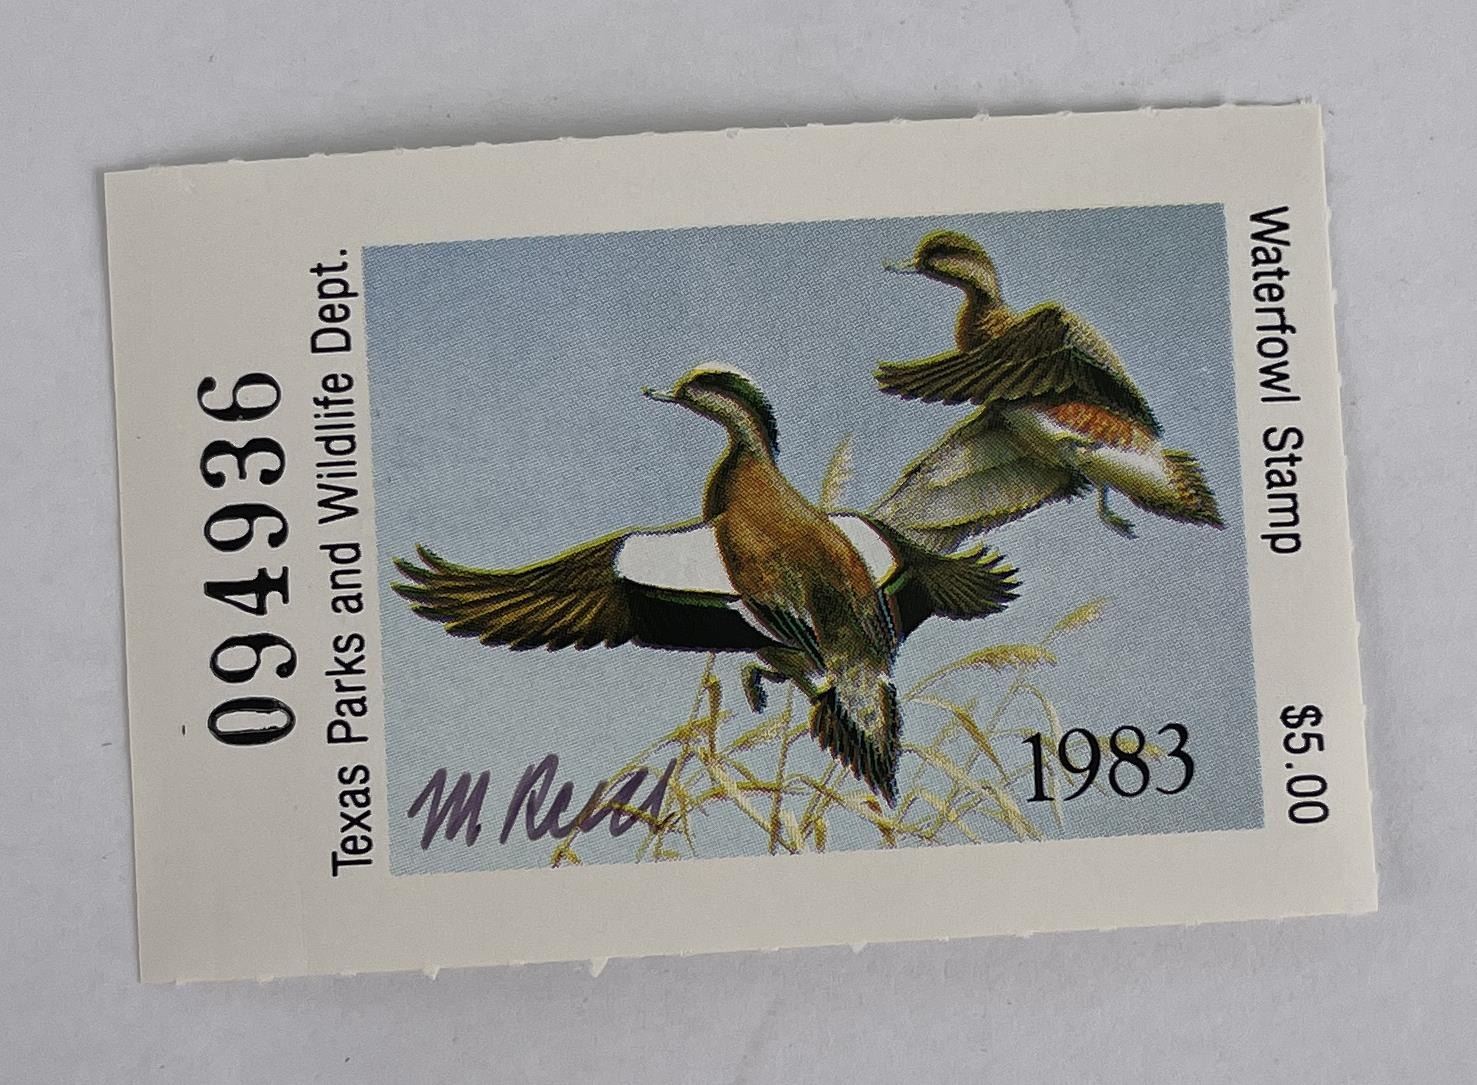 094936
Texas Parks and Wildlife Dept.
M.
1983
Waterfowl Stamp $5.00